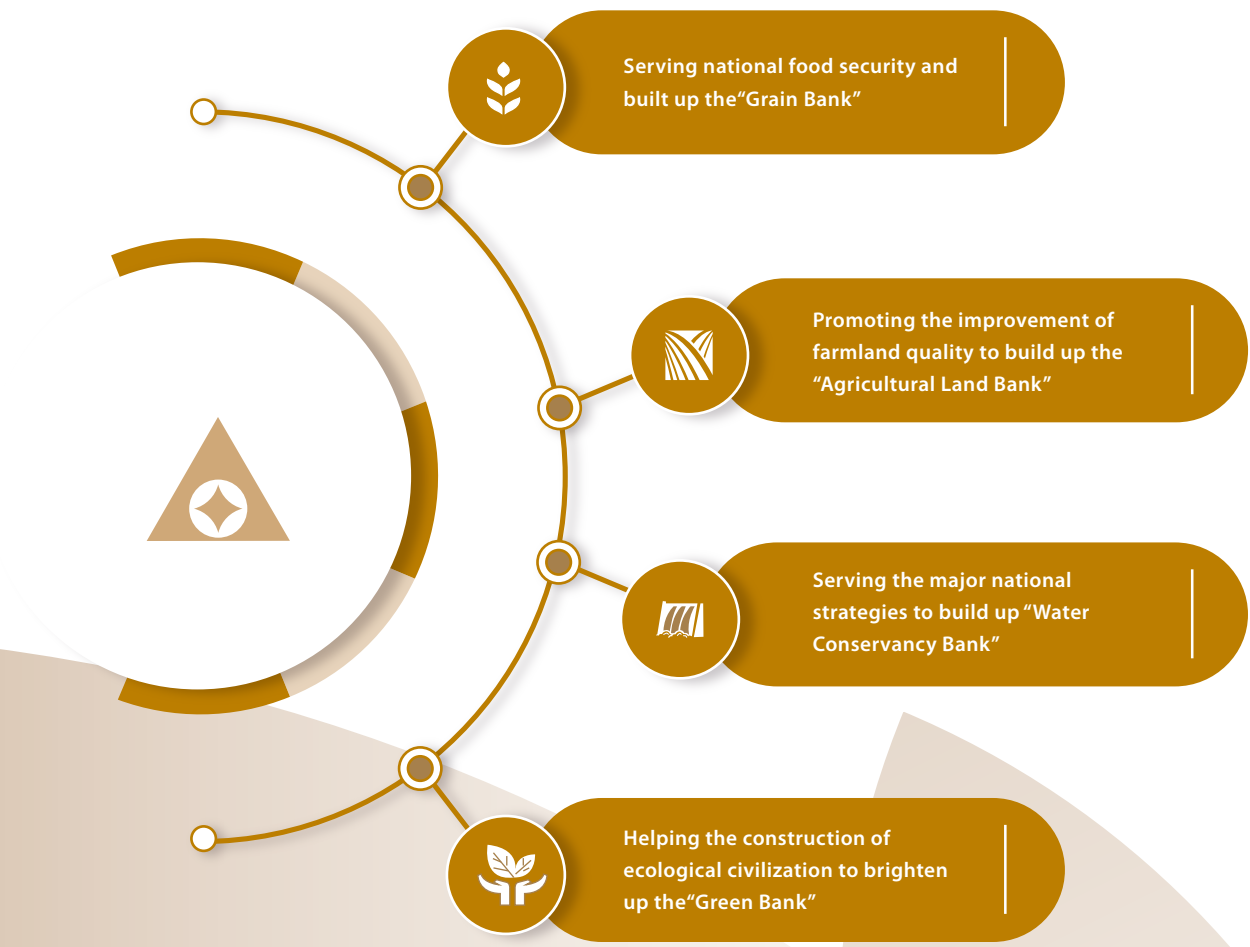 Serving national food security and
built up the“Grain Bank”
Promoting the improvement of
farmland quality to build up the
“Agricultural Land Bank”
Serving the major national
strategies to build up “Water
Conservancy Bank”
Helping the construction of
ecological civilization to brighten
up the“Green Bank”